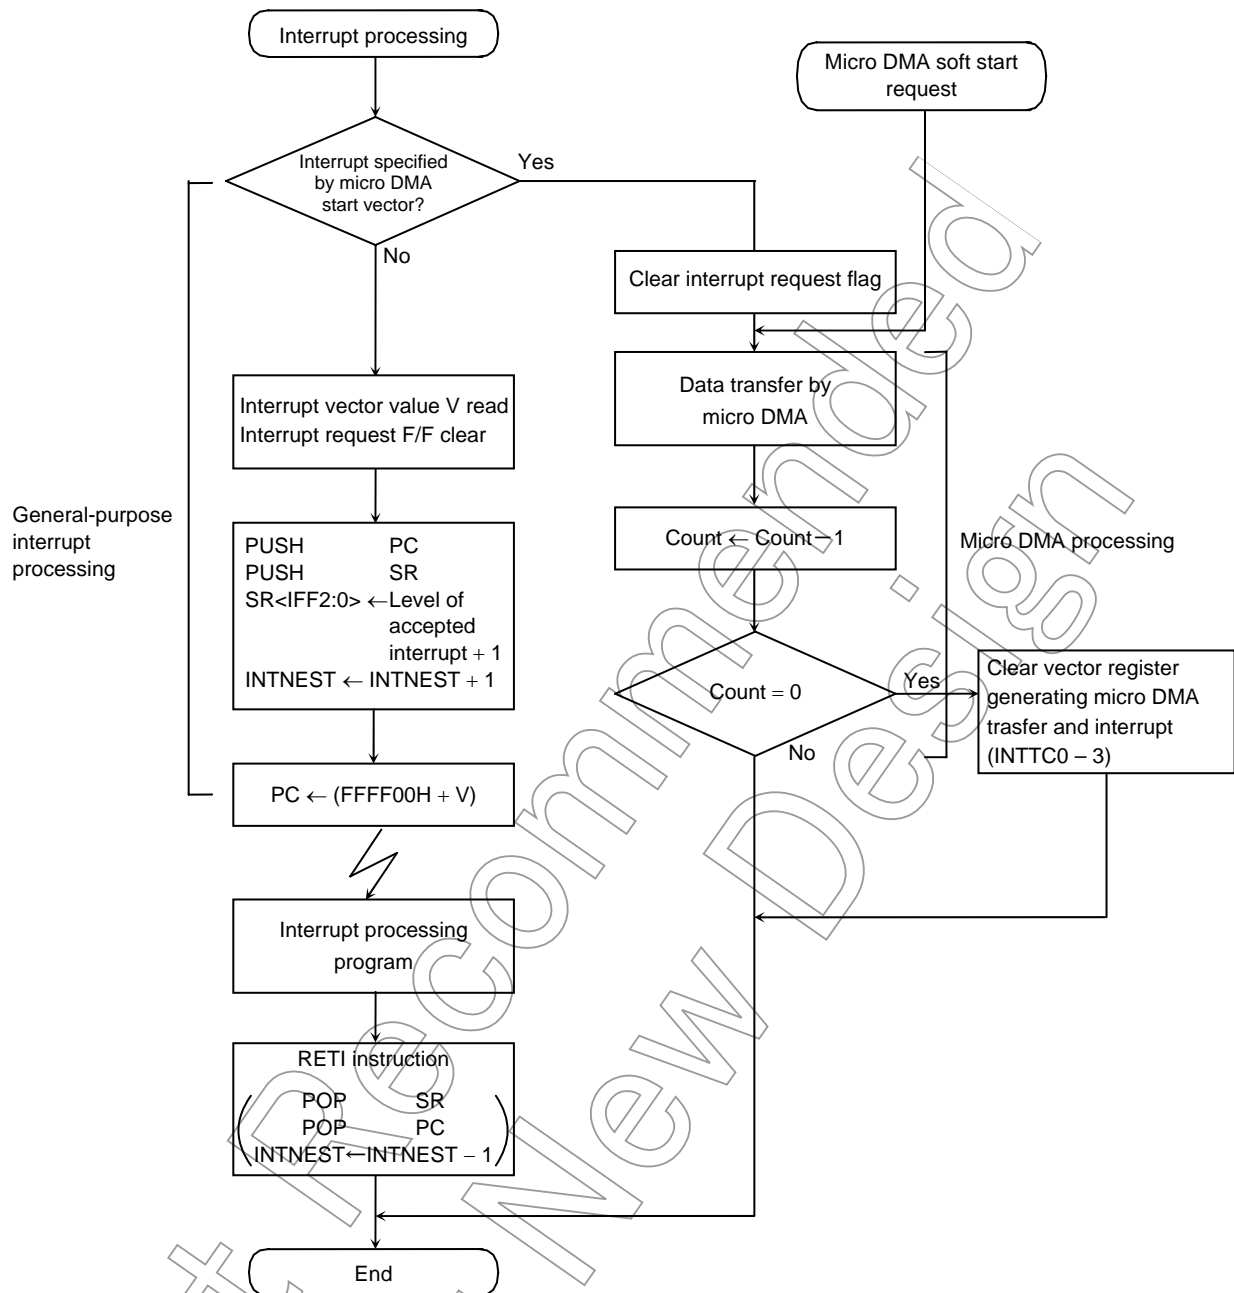 Interrupt processing
Micro DMA soft start
request
Interrupt specified
by micro DMA
start vector?
Yes
No
Clear interrupt request flag
Data transfer by
micro DMA
Interrupt vector value V read
Interrupt request F/F clear
General-purpose
interrupt
processing
PUSH PC
PUSH SR
SR<IFF2:0> ←Level of
accepted
interrupt + 1
INTNEST ← INTNEST + 1
Count ← Count−1
Micro DMA processing
Count = 0
Yes
No
Clear vector register
generating micro DMA
trasfer and interrupt
(INTTC0 – 3)
PC ← (FFFF00H + V)
Interrupt processing
program
RETI instruction
POP SR
POP PC
INTNEST←INTNEST − 1
End
t Recommended
New Design